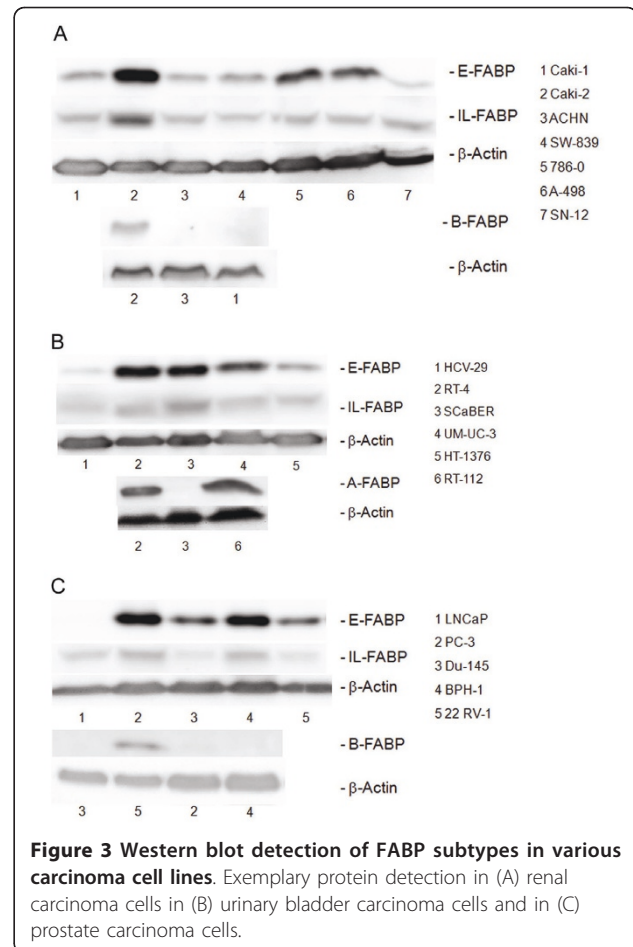 A
- E-FABP
- IL-FABP
- β-Actin
1 2 3 4 5 6 7
1 Caki-1
2 Caki-2
3 ACHN
4 SW-839
5 786-0
6 A-498
7 SN-12
- B-FABP
- β-Actin
2 3 1
B
- E-FABP
- IL-FABP
- β-Actin
1 2 3 4 5
1 HCV-29
2 RT-4
3 SCaBER
4 UM-UC-3
5 HT-1376
6 RT-112
- A-FABP
- β-Actin
2 3 6
C
- E-FABP
- IL-FABP
- β-Actin
1 2 3 4 5
1 LNCaP
2 PC-3
3 Du-145
4 BPH-1
5 22 RV-1
- B-FABP
- β-Actin
3 5 2 4
Figure 3 Western blot detection of FABP subtypes in various
carcinoma cell lines. Exemplary protein detection in (A) renal
carcinoma cells in (B) urinary bladder carcinoma cells and in (C)
prostate carcinoma cells.